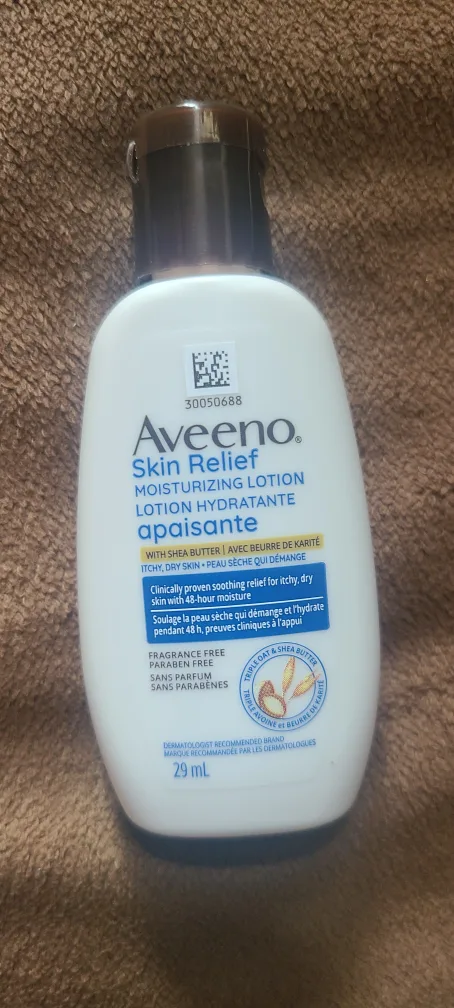 30050688
Aveeno®
Skin Relief
MOISTURIZING LOTION
LOTION HYDRATANTE
apaisante
WITH SHEA BUTTER | AVEC BEURRE DE KARITÉ
ITCHY, DRY SKIN • PEAU SÈCHE QUI DÉMANGE
Clinically proven soothing relief for itchy, dry
skin with 48-hour moisture
Soulage la peau sèche qui démange et l'hydrate
pendant 48 h, preuves cliniques à l'appui
FRAGRANCE FREE
PARABEN FREE
SANS PARFUM
SANS PARABÈNES
TRIPLE OAT & SHEA BUTTER
TRIPLE AVOINE et BEURRE DE KARITÉ
DERMATOLOGIST RECOMMENDED BRAND
MARQUE RECOMMANDÉE PAR LES DERMATOLOGUES
29 mL